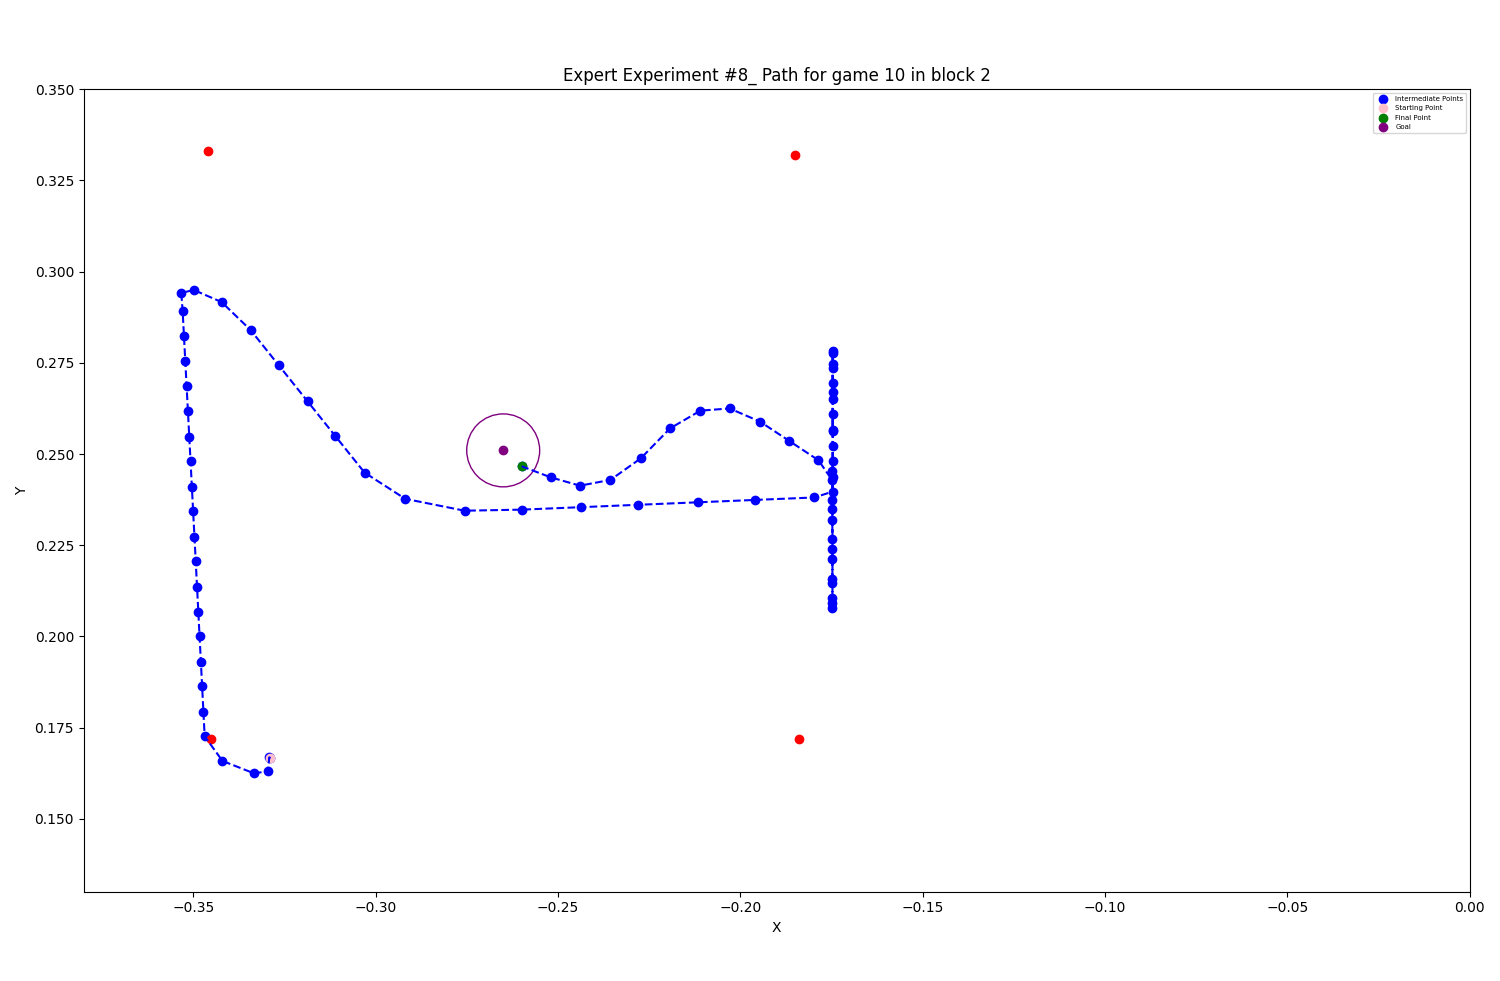 Expert Experiment #8_ Path for game 10 in block 2
Intermediate Points
Starting Point
Final Point
Goal
0.350
0.325
0.300
0.275
0.250
0.225
0.200
0.175
0.150
Y
−0.35 −0.30 −0.25 −0.20 −0.15 −0.10 −0.05 0.00
X